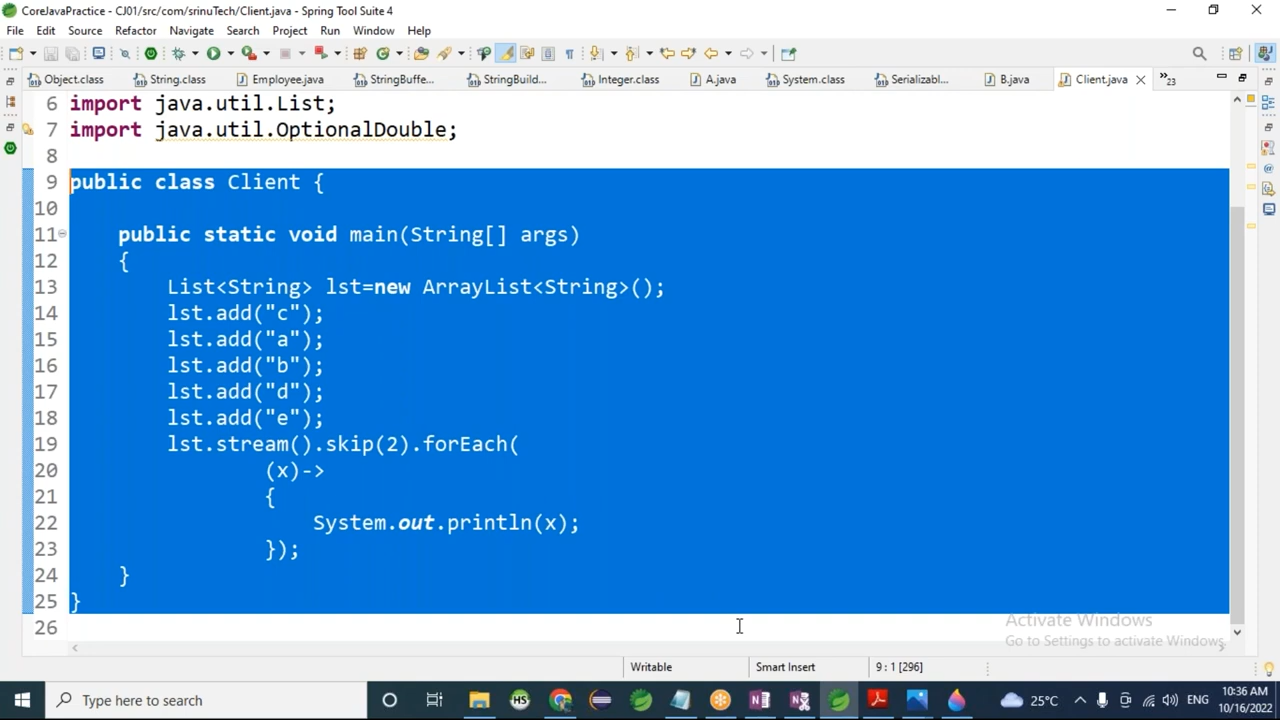 CoreJavaPractice - CJ01/src/com/srinuTech/Client.java - Spring Tool Suite 4
File Edit Source Refactor Navigate Search Project Run Window Help
Object.class String.class Employee.java StringBuffe... StringBuild... Integer.class A.java System.class Serializabl... B.java Client.java »23
6 import java.util.List;
7 import java.util.OptionalDouble;
8
9 public class Client {
10
11 public static void main(String[] args)
12 {
13 List<String> lst=new ArrayList<String>();
14 lst.add("c");
15 lst.add("a");
16 lst.add("b");
17 lst.add("d");
18 lst.add("e");
19 lst.stream().skip(2).forEach(
20 (x)->
21 {
22 System.out.println(x);
23 });
24 }
25 }
26
Activate Windows
Go to Settings to activate Windows.
Writable Smart Insert 9 : 1 [296]
Type here to search HS 25°C ENG 10:36 AM
10/16/2022